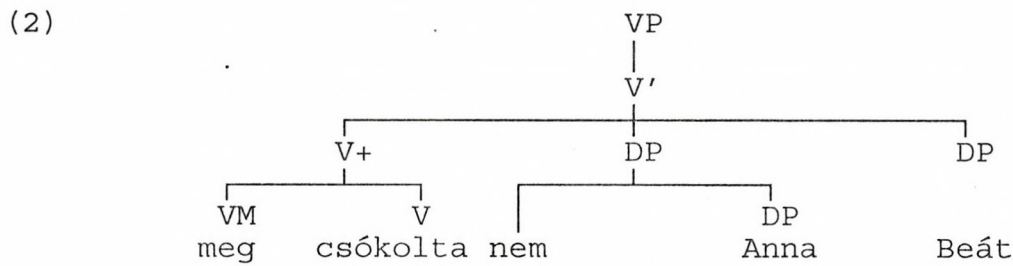 (2) VP
V'
V+ DP DP
VM V DP
meg csókolta nem Anna Beát